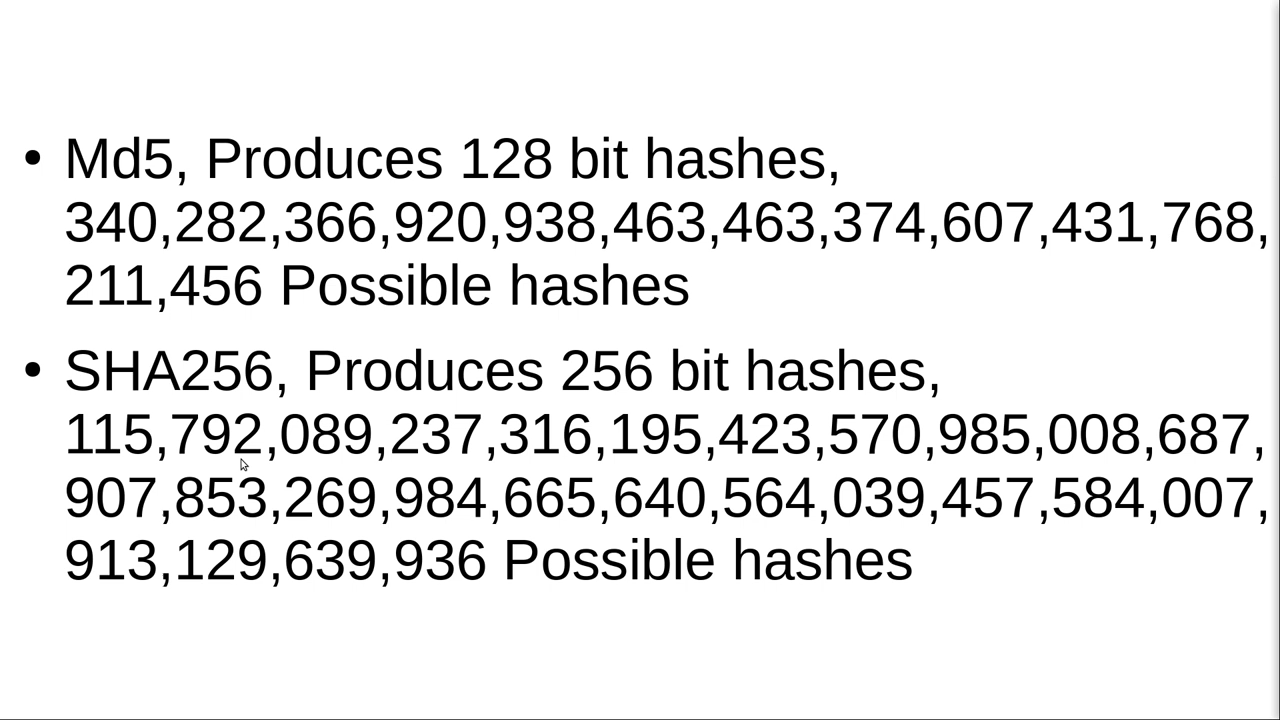 • Md5, Produces 128 bit hashes,
340,282,366,920,938,463,463,374,607,431,768,
211,456 Possible hashes
• SHA256, Produces 256 bit hashes,
115,792,089,237,316,195,423,570,985,008,687,
907,853,269,984,665,640,564,039,457,584,007,
913,129,639,936 Possible hashes